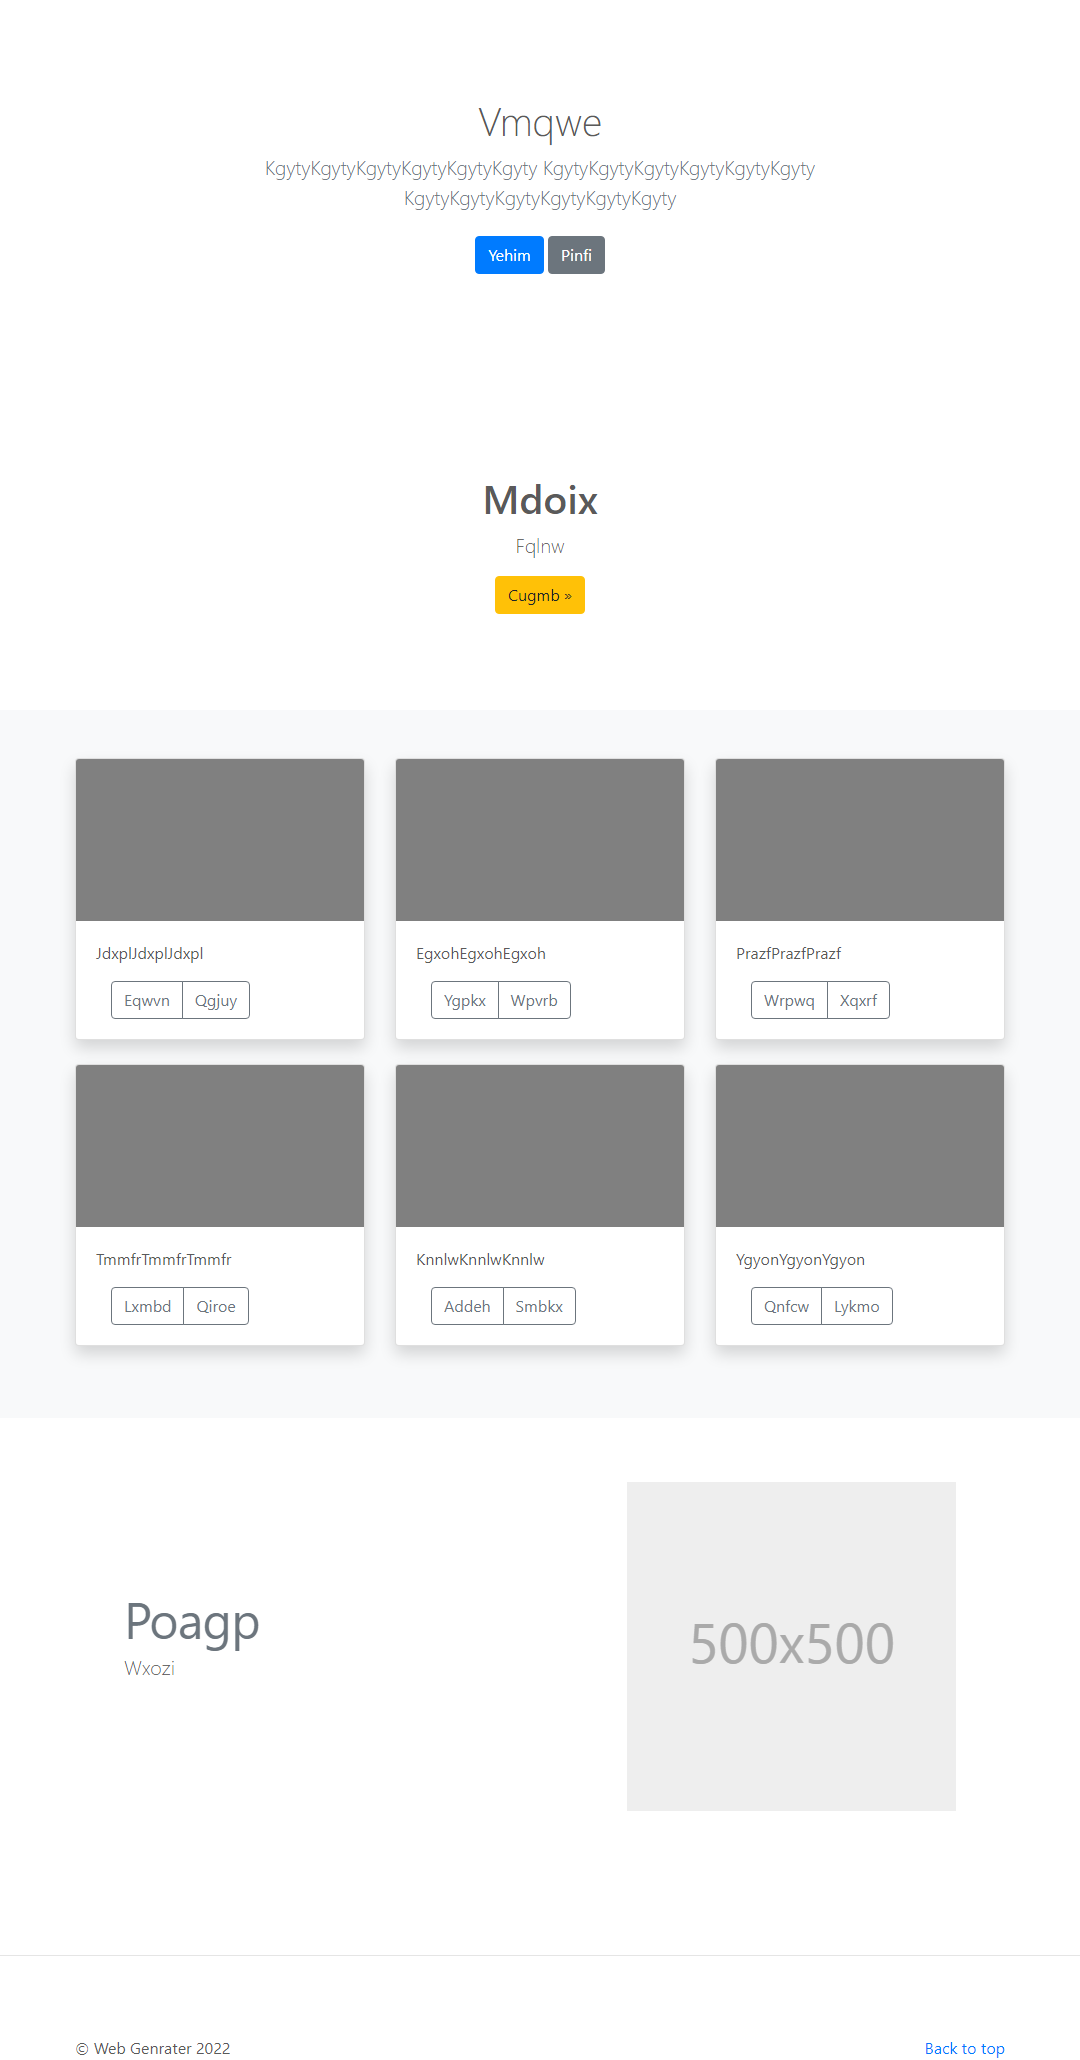 Vmqwe
KgytyKgytyKgytyKgytyKgytyKgyty KgytyKgytyKgytyKgytyKgytyKgyty
KgytyKgytyKgytyKgytyKgytyKgyty
Yehim Pinfi
Mdoix
Fqlnw
Cugmb »
JdxplJdxplJdxpl
Eqwvn Qgjuy
EgxohEgxohEgxoh
Ygpkx Wpvrb
PrazfPrazfPrazf
Wrpwq Xqxrf
TmmfrTmmfrTmmfr
Lxmbd Qiroe
KnnlwKnnlwKnnlw
Addeh Smbkx
YgyonYgyonYgyon
Qnfcw Lykmo
Poagp
Wxozi
500x500
© Web Genrater 2022
Back to top